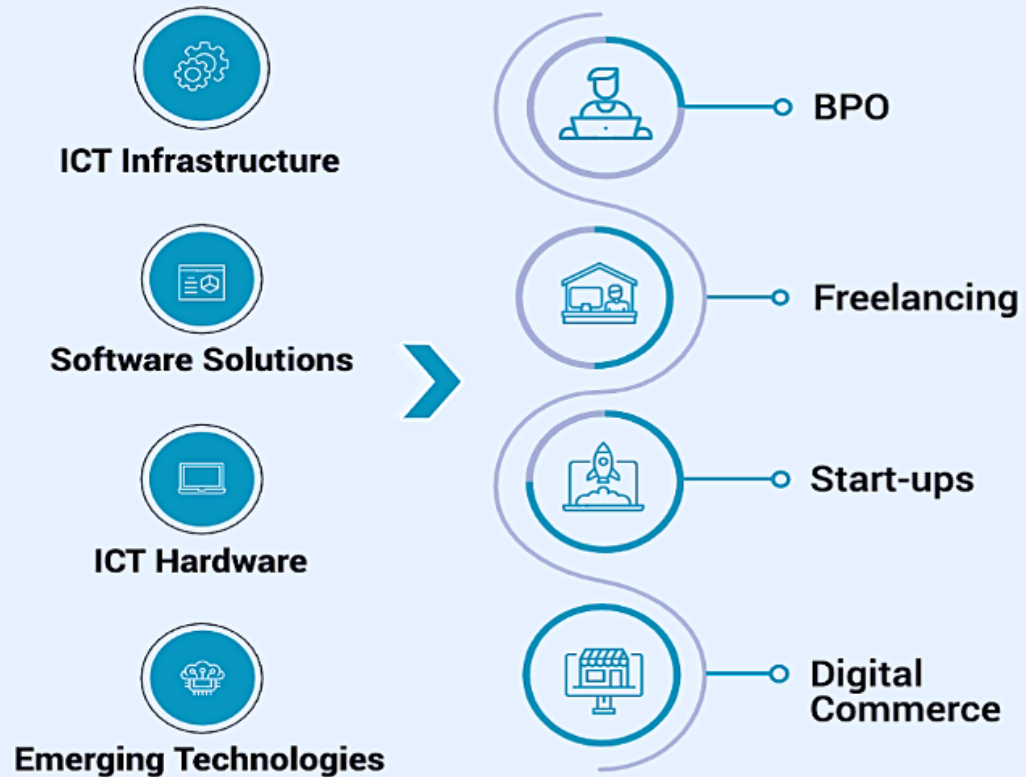 ICT Infrastructure
Software Solutions
ICT Hardware
Emerging Technologies
BPO
Freelancing
Start-ups
Digital
Commerce